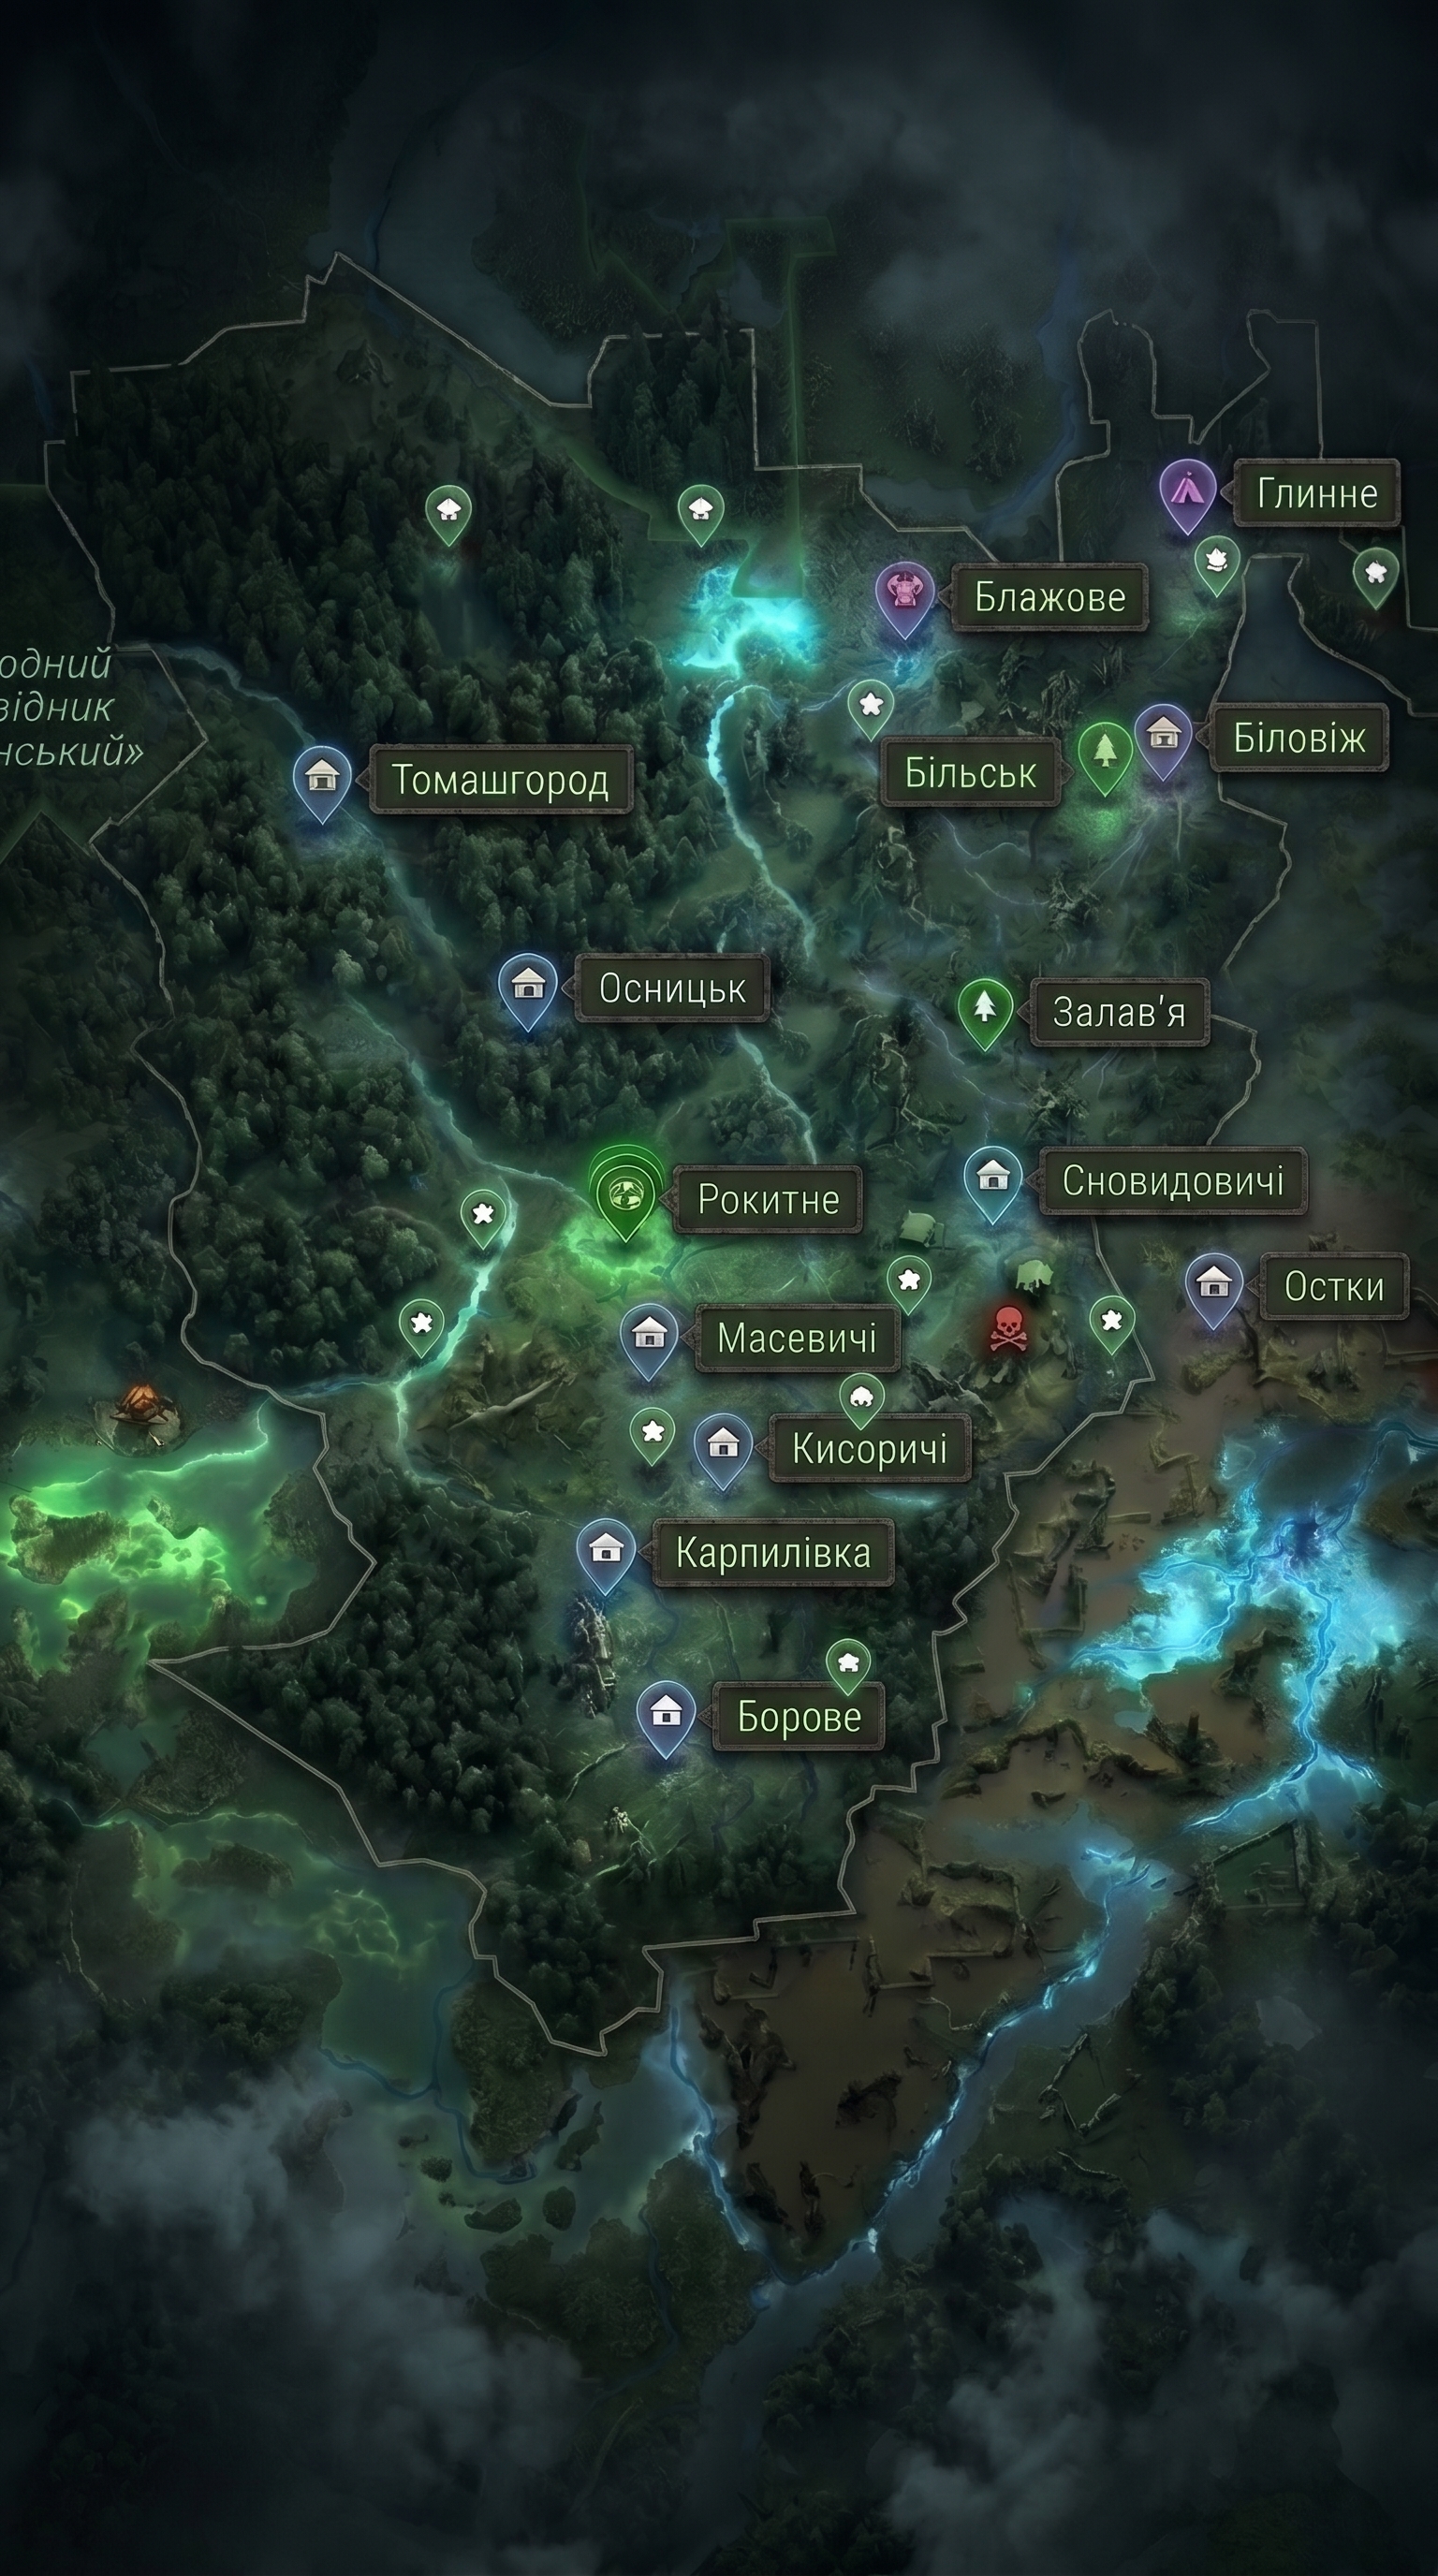 Глинне
Блажове
одний
відник
нський»
Томашгород
Більськ
Біловіж
Осницьк
Залав'я
Рокитне
Сновидовичі
Остки
Масевичі
Кисоричі
Карпилівка
Борове